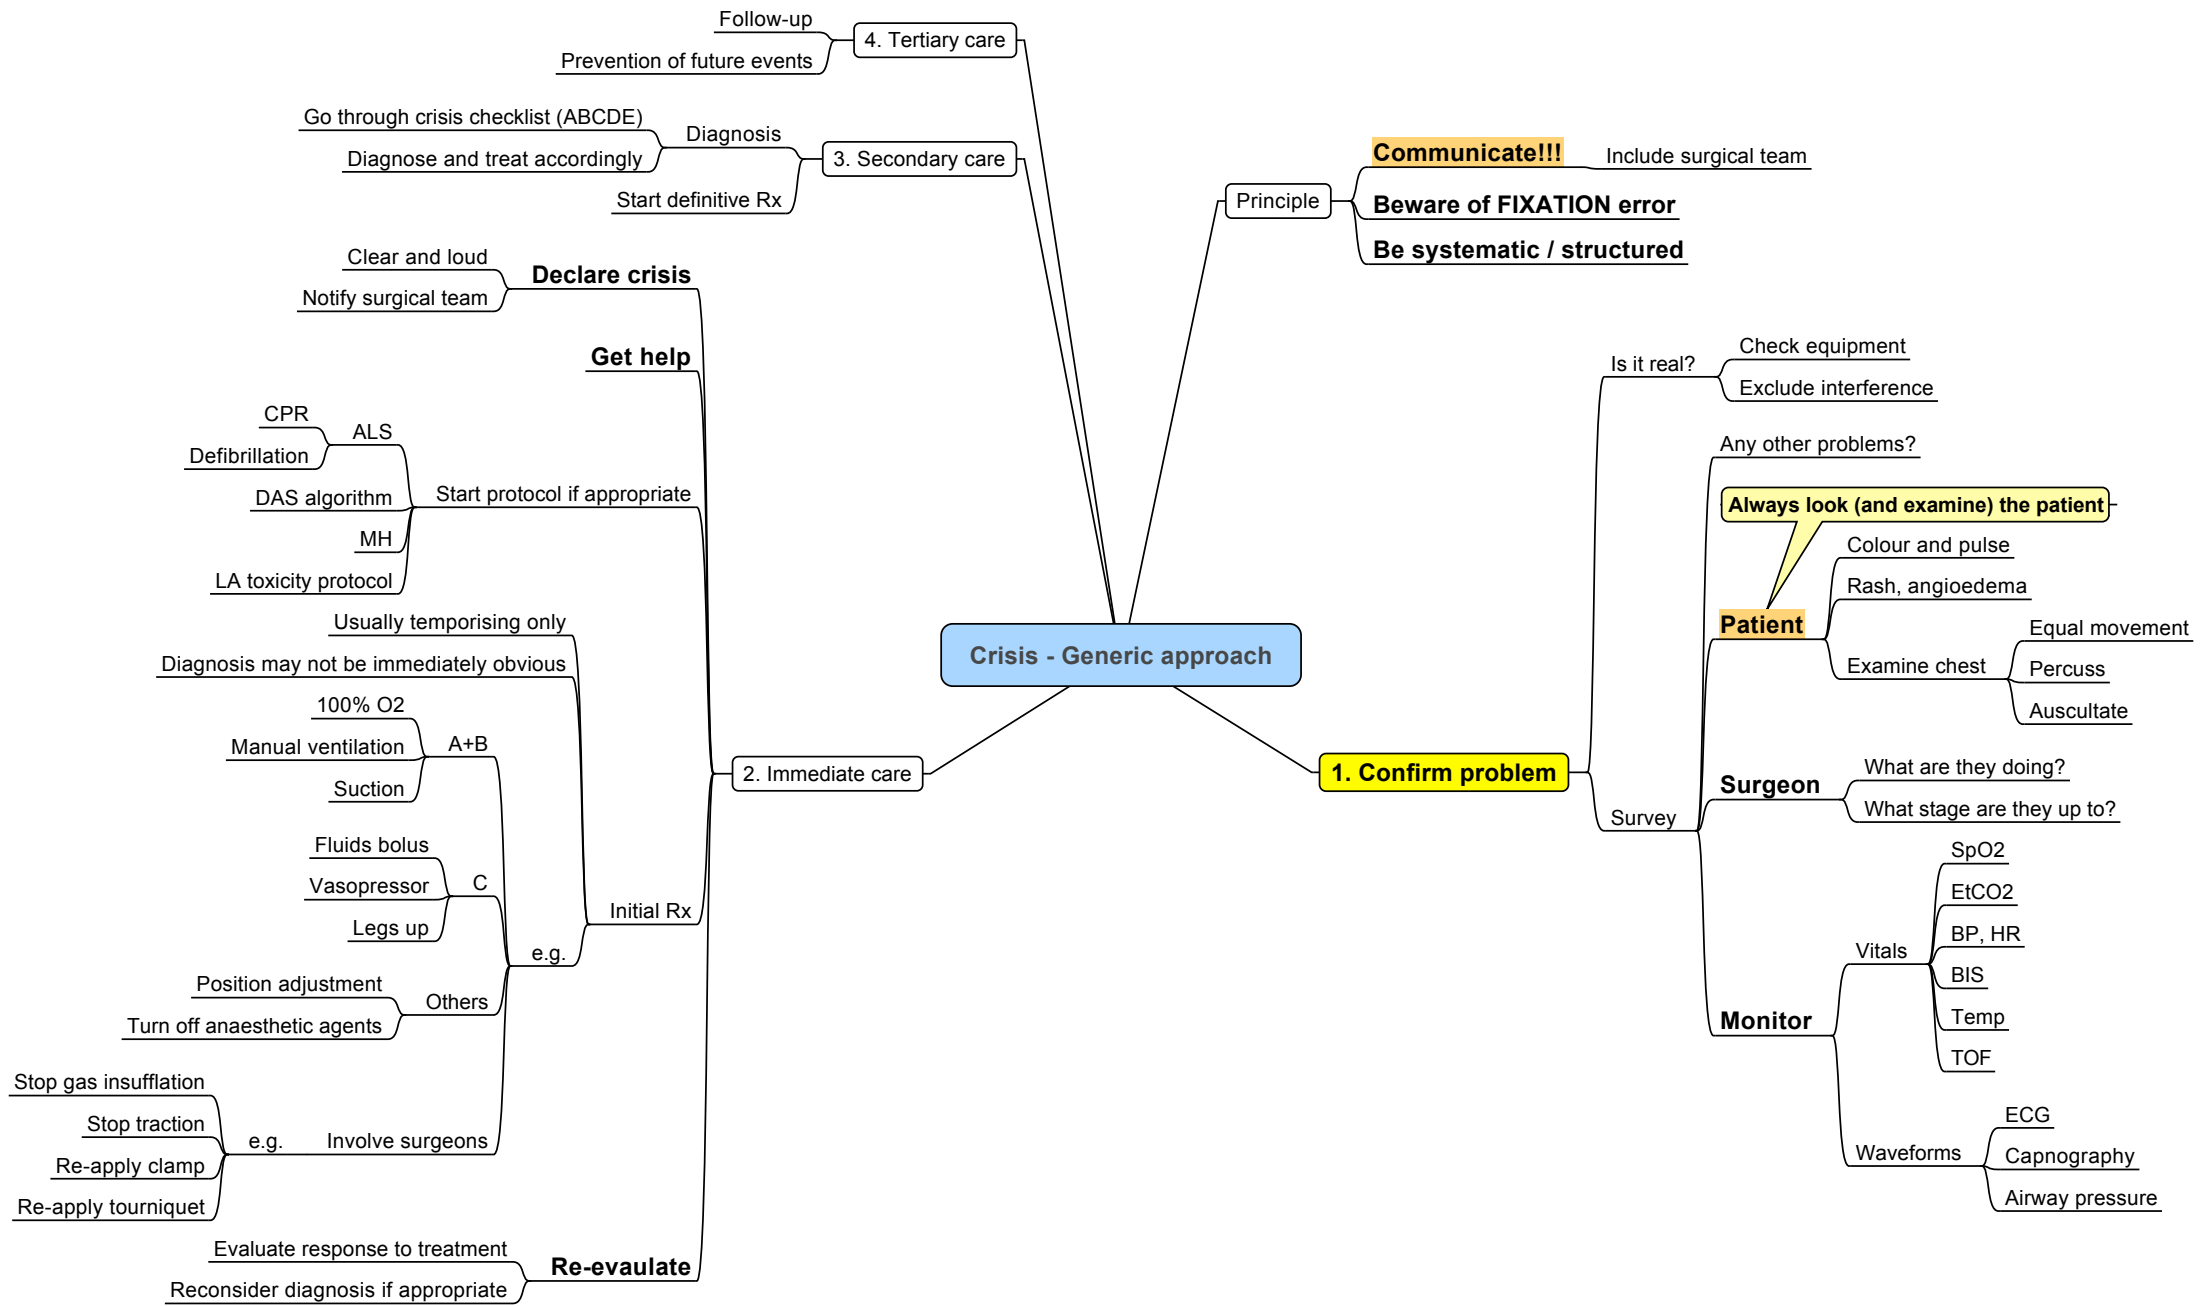 Crisis - Generic approach
Principle
Communicate!!!
Include surgical team
Beware of FIXATION error
Be systematic / structured
1. Confirm problem
Is it real?
Check equipment
Exclude interference
Survey
Any other problems?
Always look (and examine) the patient
Patient
Colour and pulse
Rash, angioedema
Examine chest
Equal movement
Percuss
Auscultate
Surgeon
What are they doing?
What stage are they up to?
Monitor
Vitals
SpO2
EtCO2
BP, HR
BIS
Temp
TOF
Waveforms
ECG
Capnography
Airway pressure
2. Immediate care
Declare crisis
Clear and loud
Notify surgical team
Get help
Start protocol if appropriate
ALS
CPR
Defibrillation
DAS algorithm
MH
LA toxicity protocol
Initial Rx
Usually temporising only
Diagnosis may not be immediately obvious
e.g.
A+B
100% O2
Manual ventilation
Suction
C
Fluids bolus
Vasopressor
Legs up
Others
Position adjustment
Turn off anaesthetic agents
Involve surgeons
e.g.
Stop gas insufflation
Stop traction
Re-apply clamp
Re-apply tourniquet
Re-evaulate
Evaluate response to treatment
Reconsider diagnosis if appropriate
3. Secondary care
Diagnosis
Go through crisis checklist (ABCDE)
Diagnose and treat accordingly
Start definitive Rx
4. Tertiary care
Follow-up
Prevention of future events